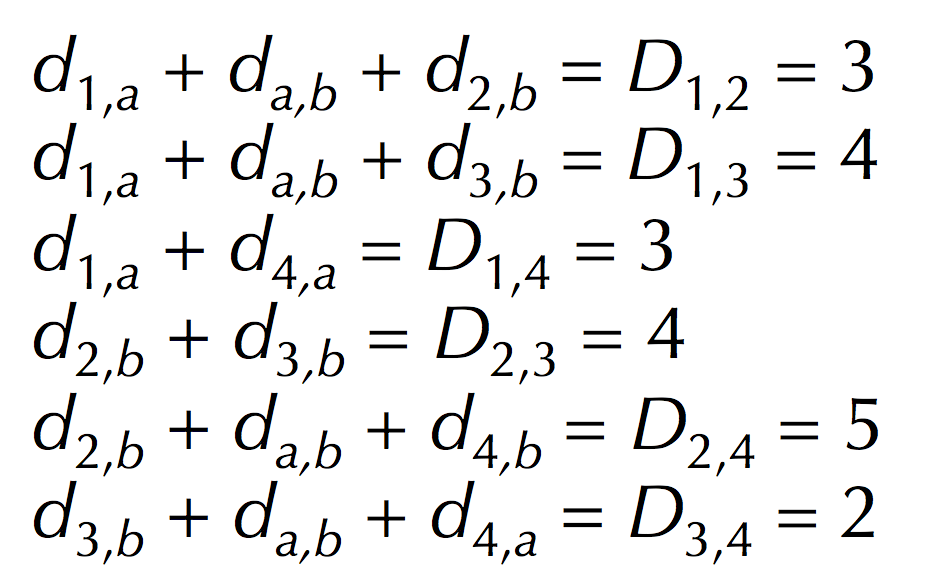 d1,a + da,b + d2,b = D1,2 = 3
d1,a + da,b + d3,b = D1,3 = 4
d1,a + d4,a = D1,4 = 3
d2,b + d3,b = D2,3 = 4
d2,b + da,b + d4,b = D2,4 = 5
d3,b + da,b + d4,a = D3,4 = 2